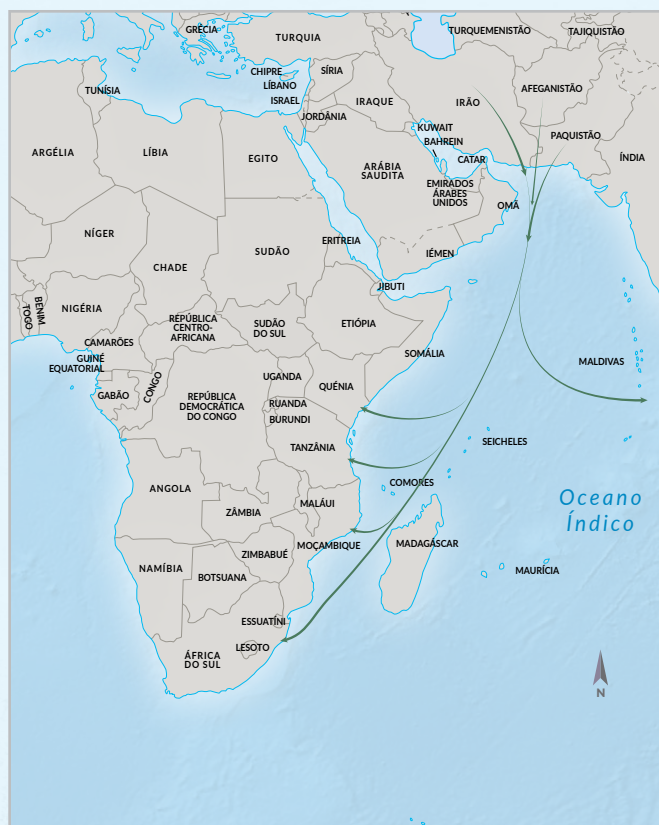 GRÉCIA
TURQUIA
TURQUEMENISTÃO
TAJIQUISTÃO
CHIPRE
SÍRIA
LÍBANO
ISRAEL
TUNÍSIA
AFEGANISTÃO
IRAQUE
IRÃO
JORDÂNIA
KUWAIT
PAQUISTÃO
BAHREIN
ARGÉLIA
LÍBIA
EGITO
ARÁBIA
SAUDITA
CATAR
ÍNDIA
EMIRADOS
ÁRABES
UNIDOS
OMÃ
NÍGER
ERITREIA
IÉMEN
SUDÃO
CHADE
JIBUTI
BENIM
TOGO
NIGÉRIA
REPÚBLICA
CENTRO-
AFRICANA
SUDÃO
DO SUL
ETIÓPIA
CAMARÕES
SOMÁLIA
GUINÉ
EQUATORIAL
MALDIVAS
UGANDA
QUÉNIA
GABÃO
CONGO
REPÚBLICA
DEMOCRÁTICA
DO CONGO
RUANDA
BURUNDI
SEICHELES
TANZÂNIA
COMORES
ANGOLA
Oceano
Índico
MALÁUI
ZÂMBIA
MOÇAMBIQUE
MADAGÁSCAR
ZIMBABUÉ
NAMÍBIA
BOTSUANA
MAURÍCIA
ESSUATÍNI
LESOTO
ÁFRICA
DO SUL
N